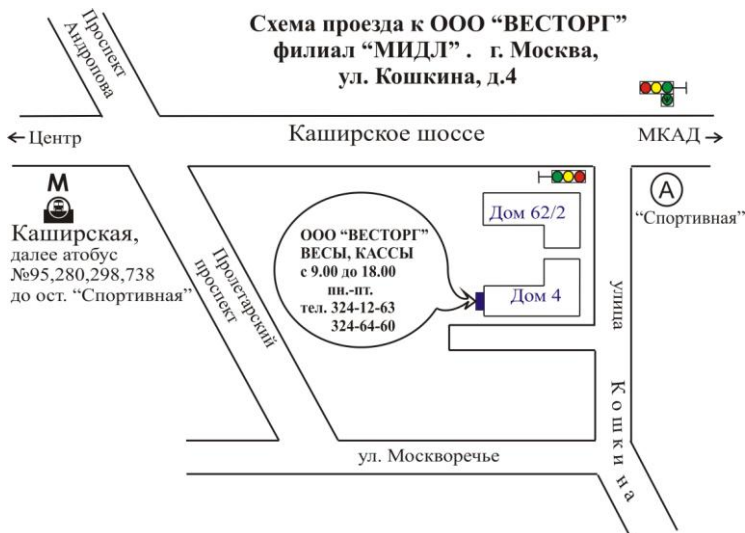 Схема проезда к ООО “ВЕСТОРГ”
филиал “МИДЛ” . г. Москва,
ул. Кошкина, д.4
Проспект
Андропова
←Центр
Каширское шоссе
МКАД→
М
Каширская,
далее атобус
№95,280,298,738
до ост. “Спортивная”
Пролетарский
проспект
ООО “ВЕСТОРГ”
ВЕСЫ, КАССЫ
с 9.00 до 18.00
пн.-пт.
тел. 324-12-63
324-64-60
Дом 62/2
Дом 4
А
“Спортивная”
улица
Кошкина
ул. Москворечье